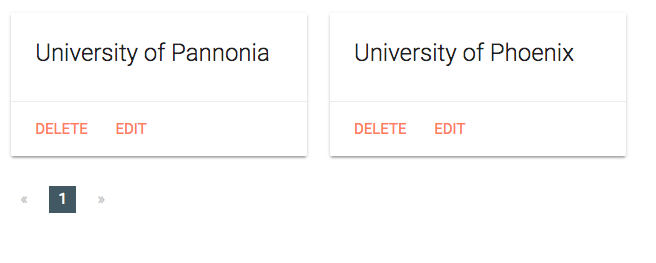 University of Pannonia
University of Phoenix
DELETE EDIT
DELETE EDIT
« 1 »